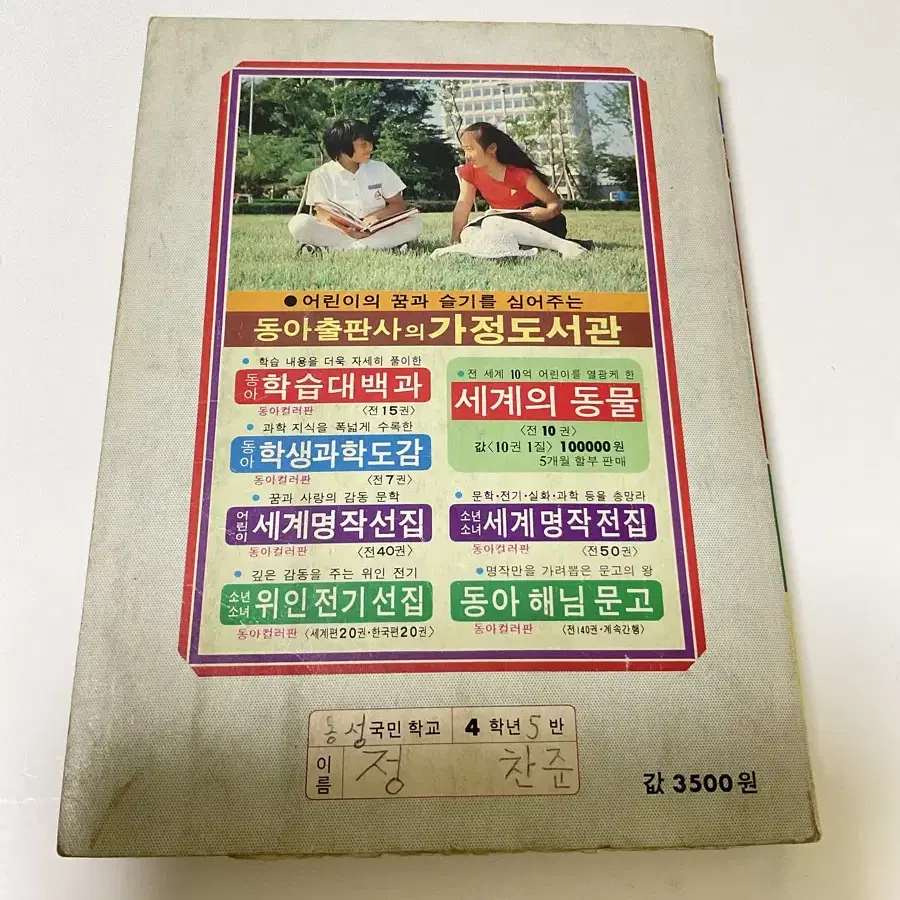 ●어린이의 꿈과 슬기를 심어주는
동아출판사의 가정도서관
• 학습 내용을 더욱 자세히 풀이한
동아 학습대백과
동아컬러판 〈전15권〉
• 과학 지식을 폭넓게 수록한
동아 학생과학도감
동아컬러판 〈전7권〉
• 꿈과 사랑의 감동 문학
어린이 세계명작선집
동아컬러판 〈전40권〉
• 깊은 감동을 주는 위인 전기
소년소녀 위인전기선집
동아컬러판 〈세계편20권·한국편20권〉
• 전 세계 10억 어린이를 열광케 한
세계의 동물
〈전10권〉
값〈10권 1질〉 100000원
5개월 할부 판매
• 문학·전기·실화·과학 등을 총망라
소년소녀 세계명작전집
동아컬러판 〈전50권〉
• 명작만을 가려뽑은 문고의 왕
동아 해님 문고
동아컬러판 〈전140권·계속간행〉
동성국민학교 4학년 5반
이름 정 찬준
값 3500원